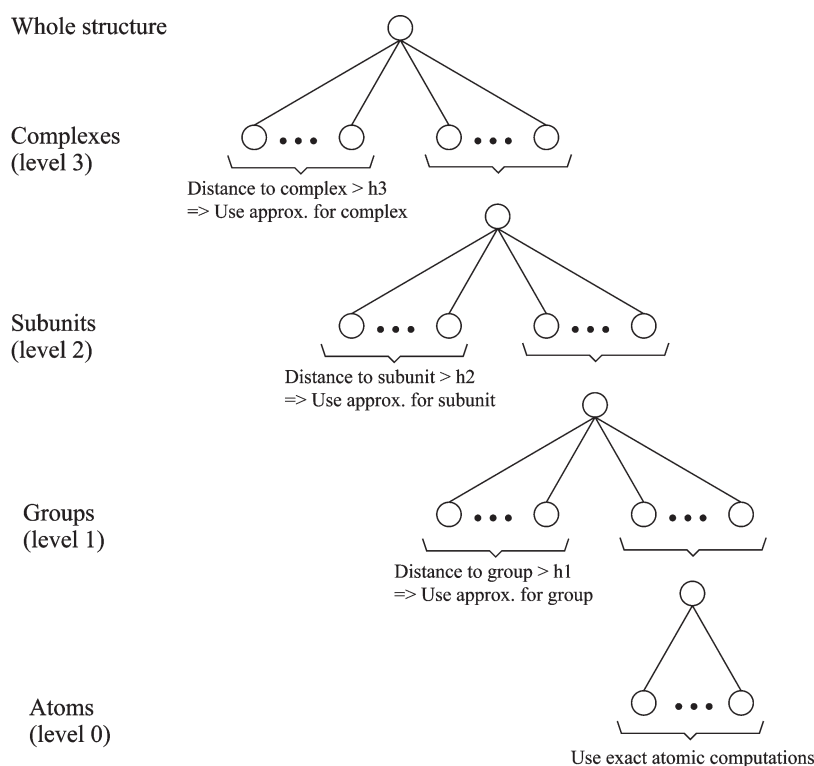 Whole structure
Complexes
(level 3)
Distance to complex > h3
=> Use approx. for complex
Subunits
(level 2)
Distance to subunit > h2
=> Use approx. for subunit
Groups
(level 1)
Distance to group > h1
=> Use approx. for group
Atoms
(level 0)
Use exact atomic computations